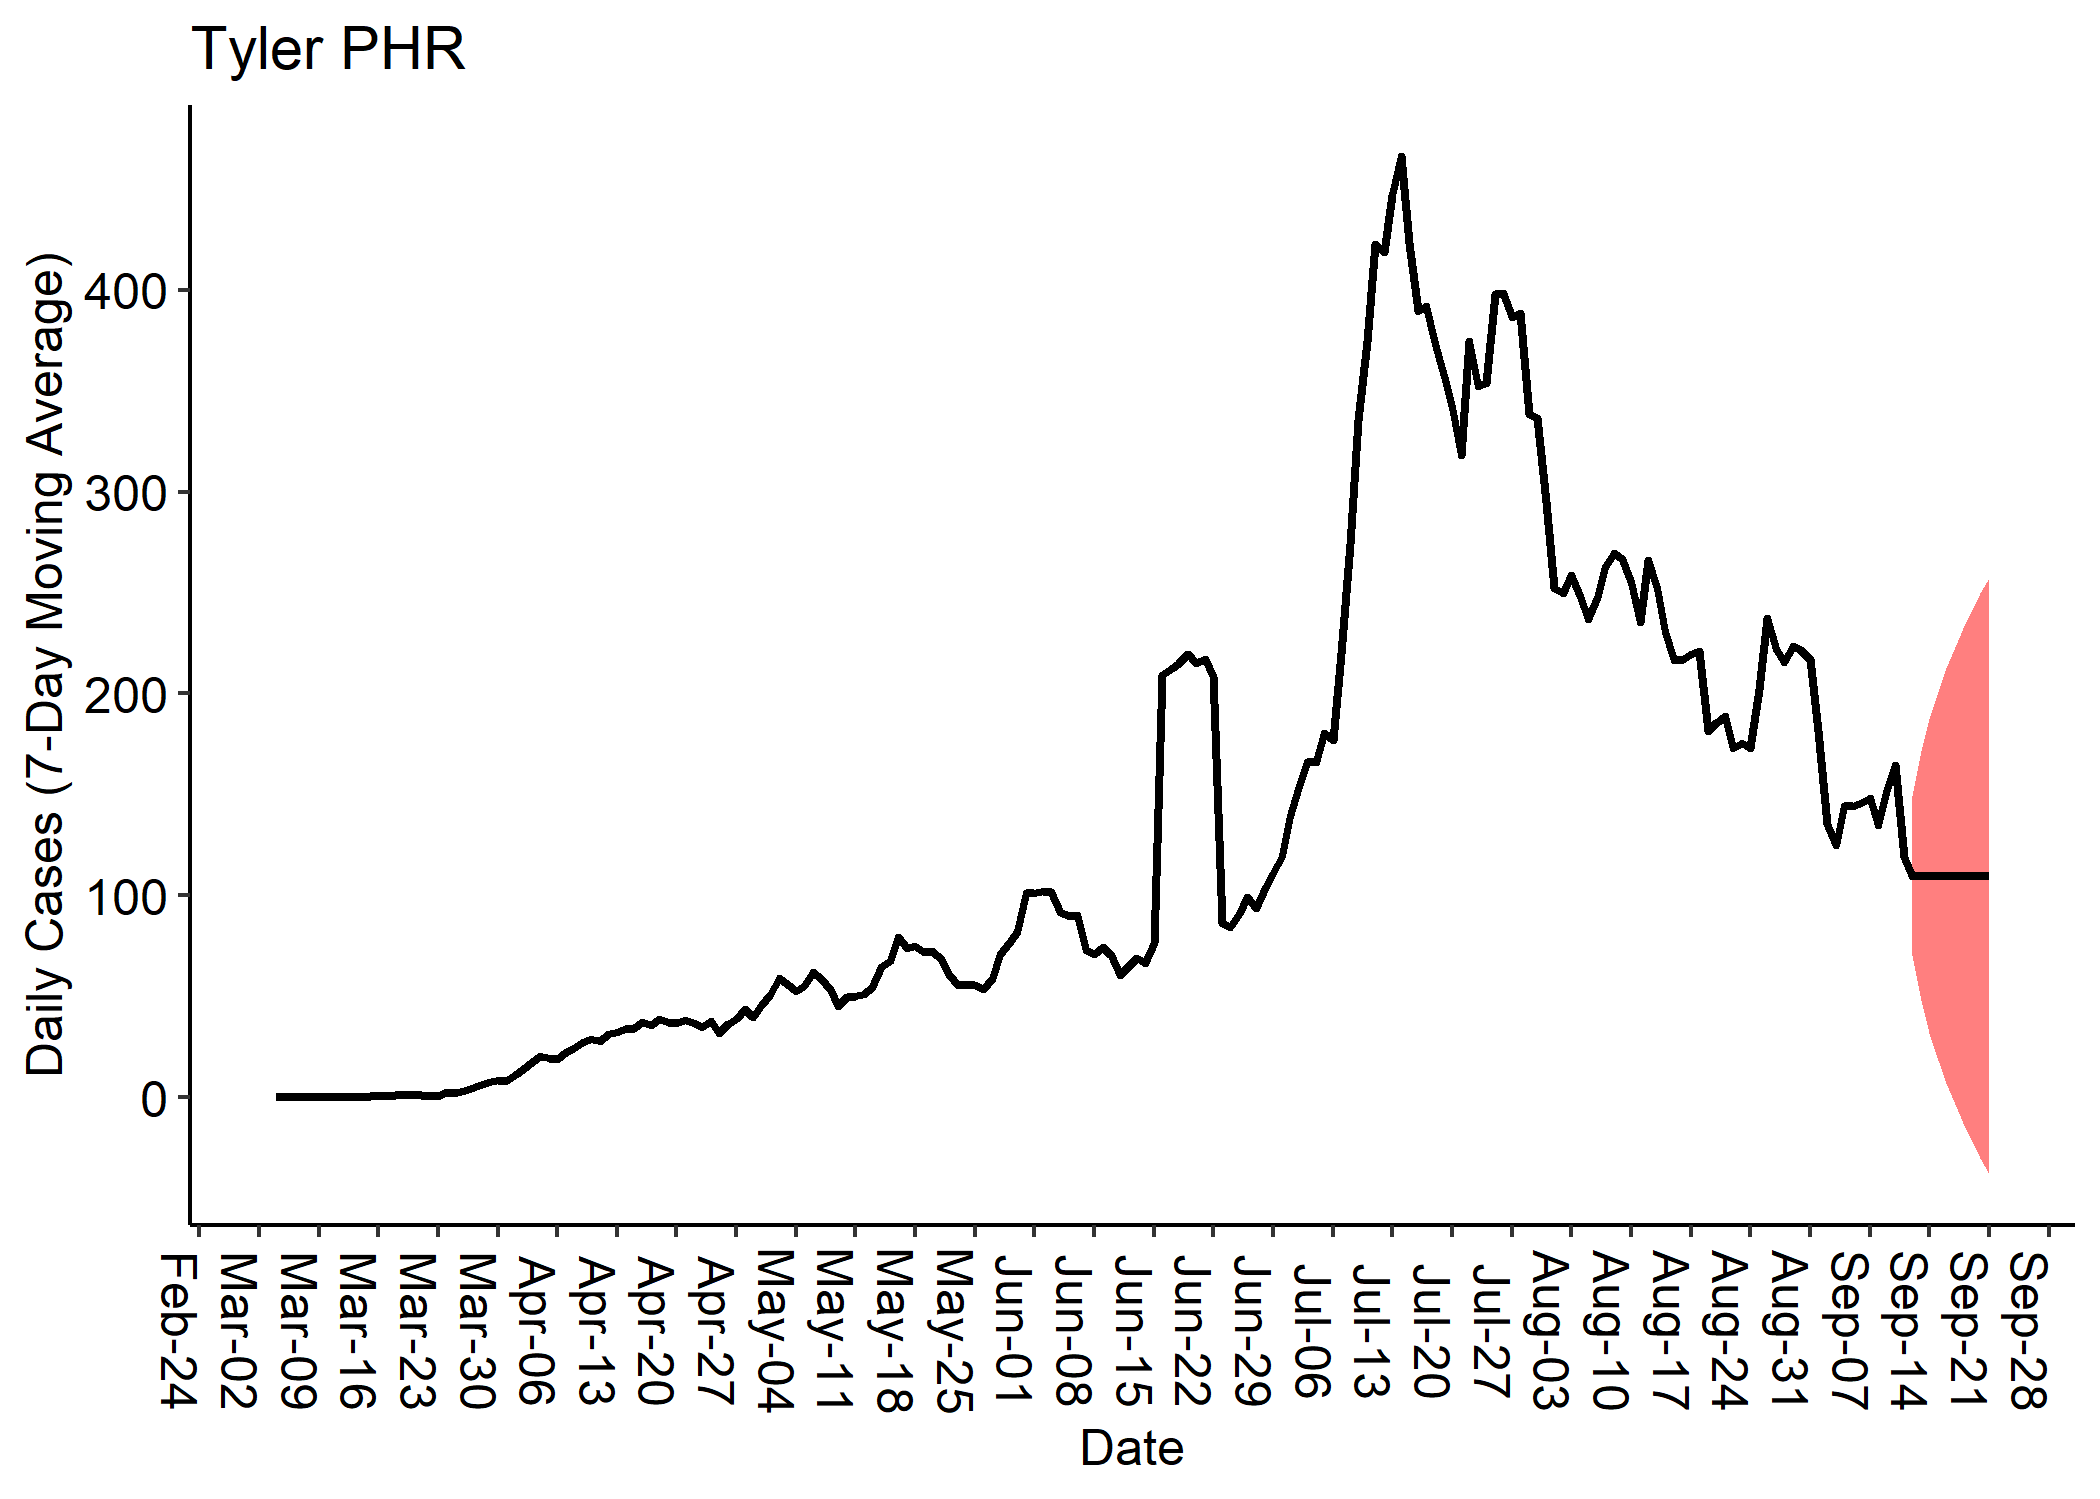 Tyler PHR
Daily Cases (7-Day Moving Average)
400
300
200
100
0
Feb-24
Mar-02
Mar-09
Mar-16
Mar-23
Mar-30
Apr-06
Apr-13
Apr-20
Apr-27
May-04
May-11
May-18
May-25
Jun-01
Jun-08
Jun-15
Jun-22
Jun-29
Jul-06
Jul-13
Jul-20
Jul-27
Aug-03
Aug-10
Aug-17
Aug-24
Aug-31
Sep-07
Sep-14
Sep-21
Sep-28
Date